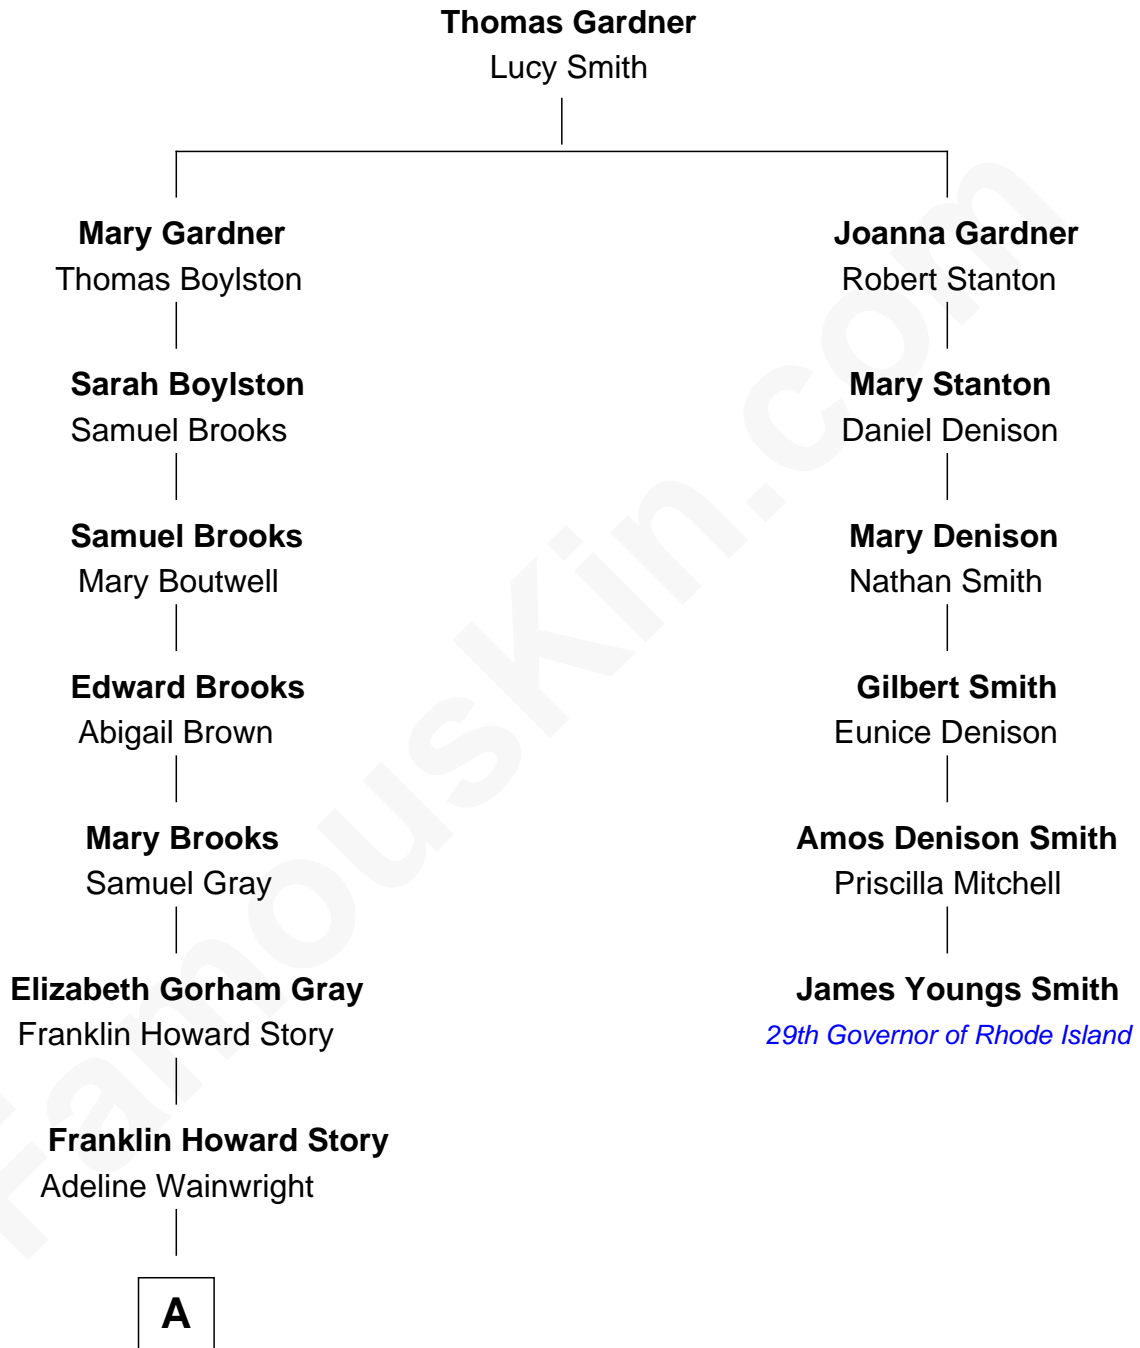 Thomas Gardner
Lucy Smith
Mary Gardner
Thomas Boylston
Sarah Boylston
Samuel Brooks
Samuel Brooks
Mary Boutwell
Edward Brooks
Abigail Brown
Mary Brooks
Samuel Gray
Elizabeth Gorham Gray
Franklin Howard Story
Franklin Howard Story
Adeline Wainwright
A
Joanna Gardner
Robert Stanton
Mary Stanton
Daniel Denison
Mary Denison
Nathan Smith
Gilbert Smith
Eunice Denison
Amos Denison Smith
Priscilla Mitchell
James Youngs Smith
29th Governor of Rhode Island
FamousKin.com